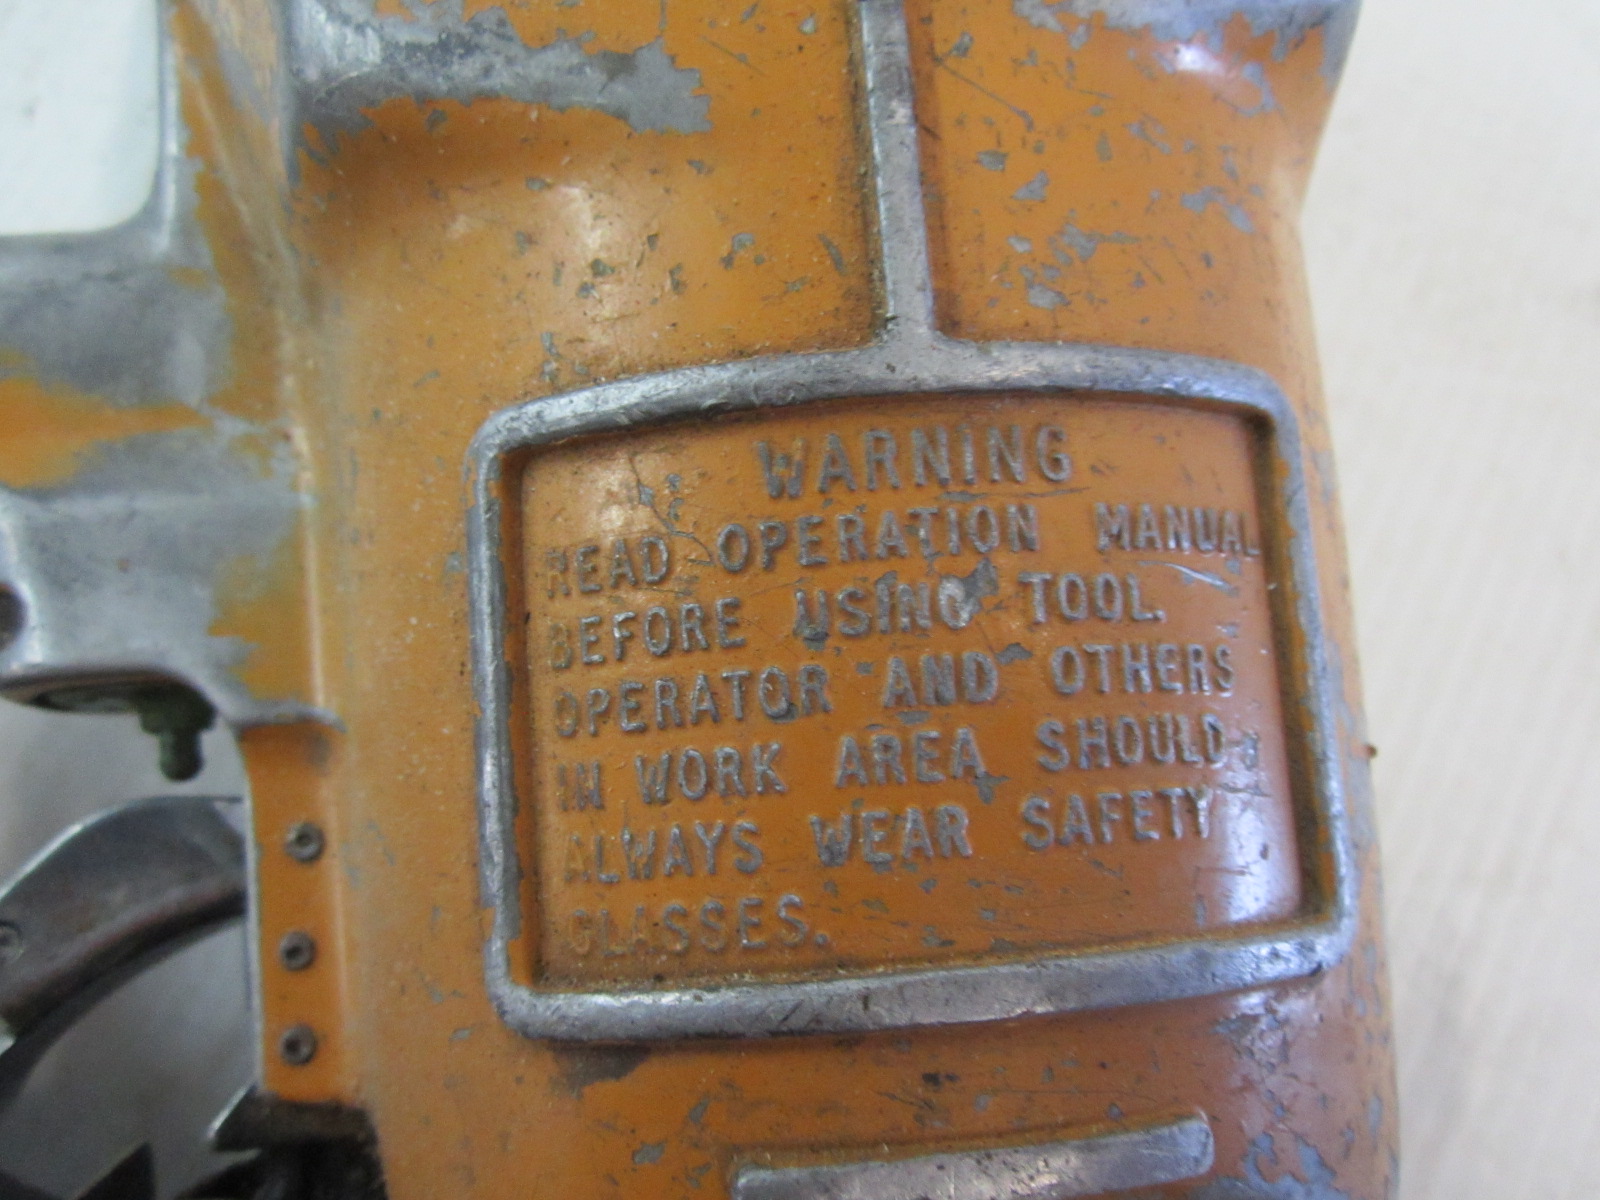 WARNING
READ OPERATION MANUAL
BEFORE USING TOOL.
OPERATOR AND OTHERS
IN WORK AREA SHOULD
ALWAYS WEAR SAFETY
GLASSES.